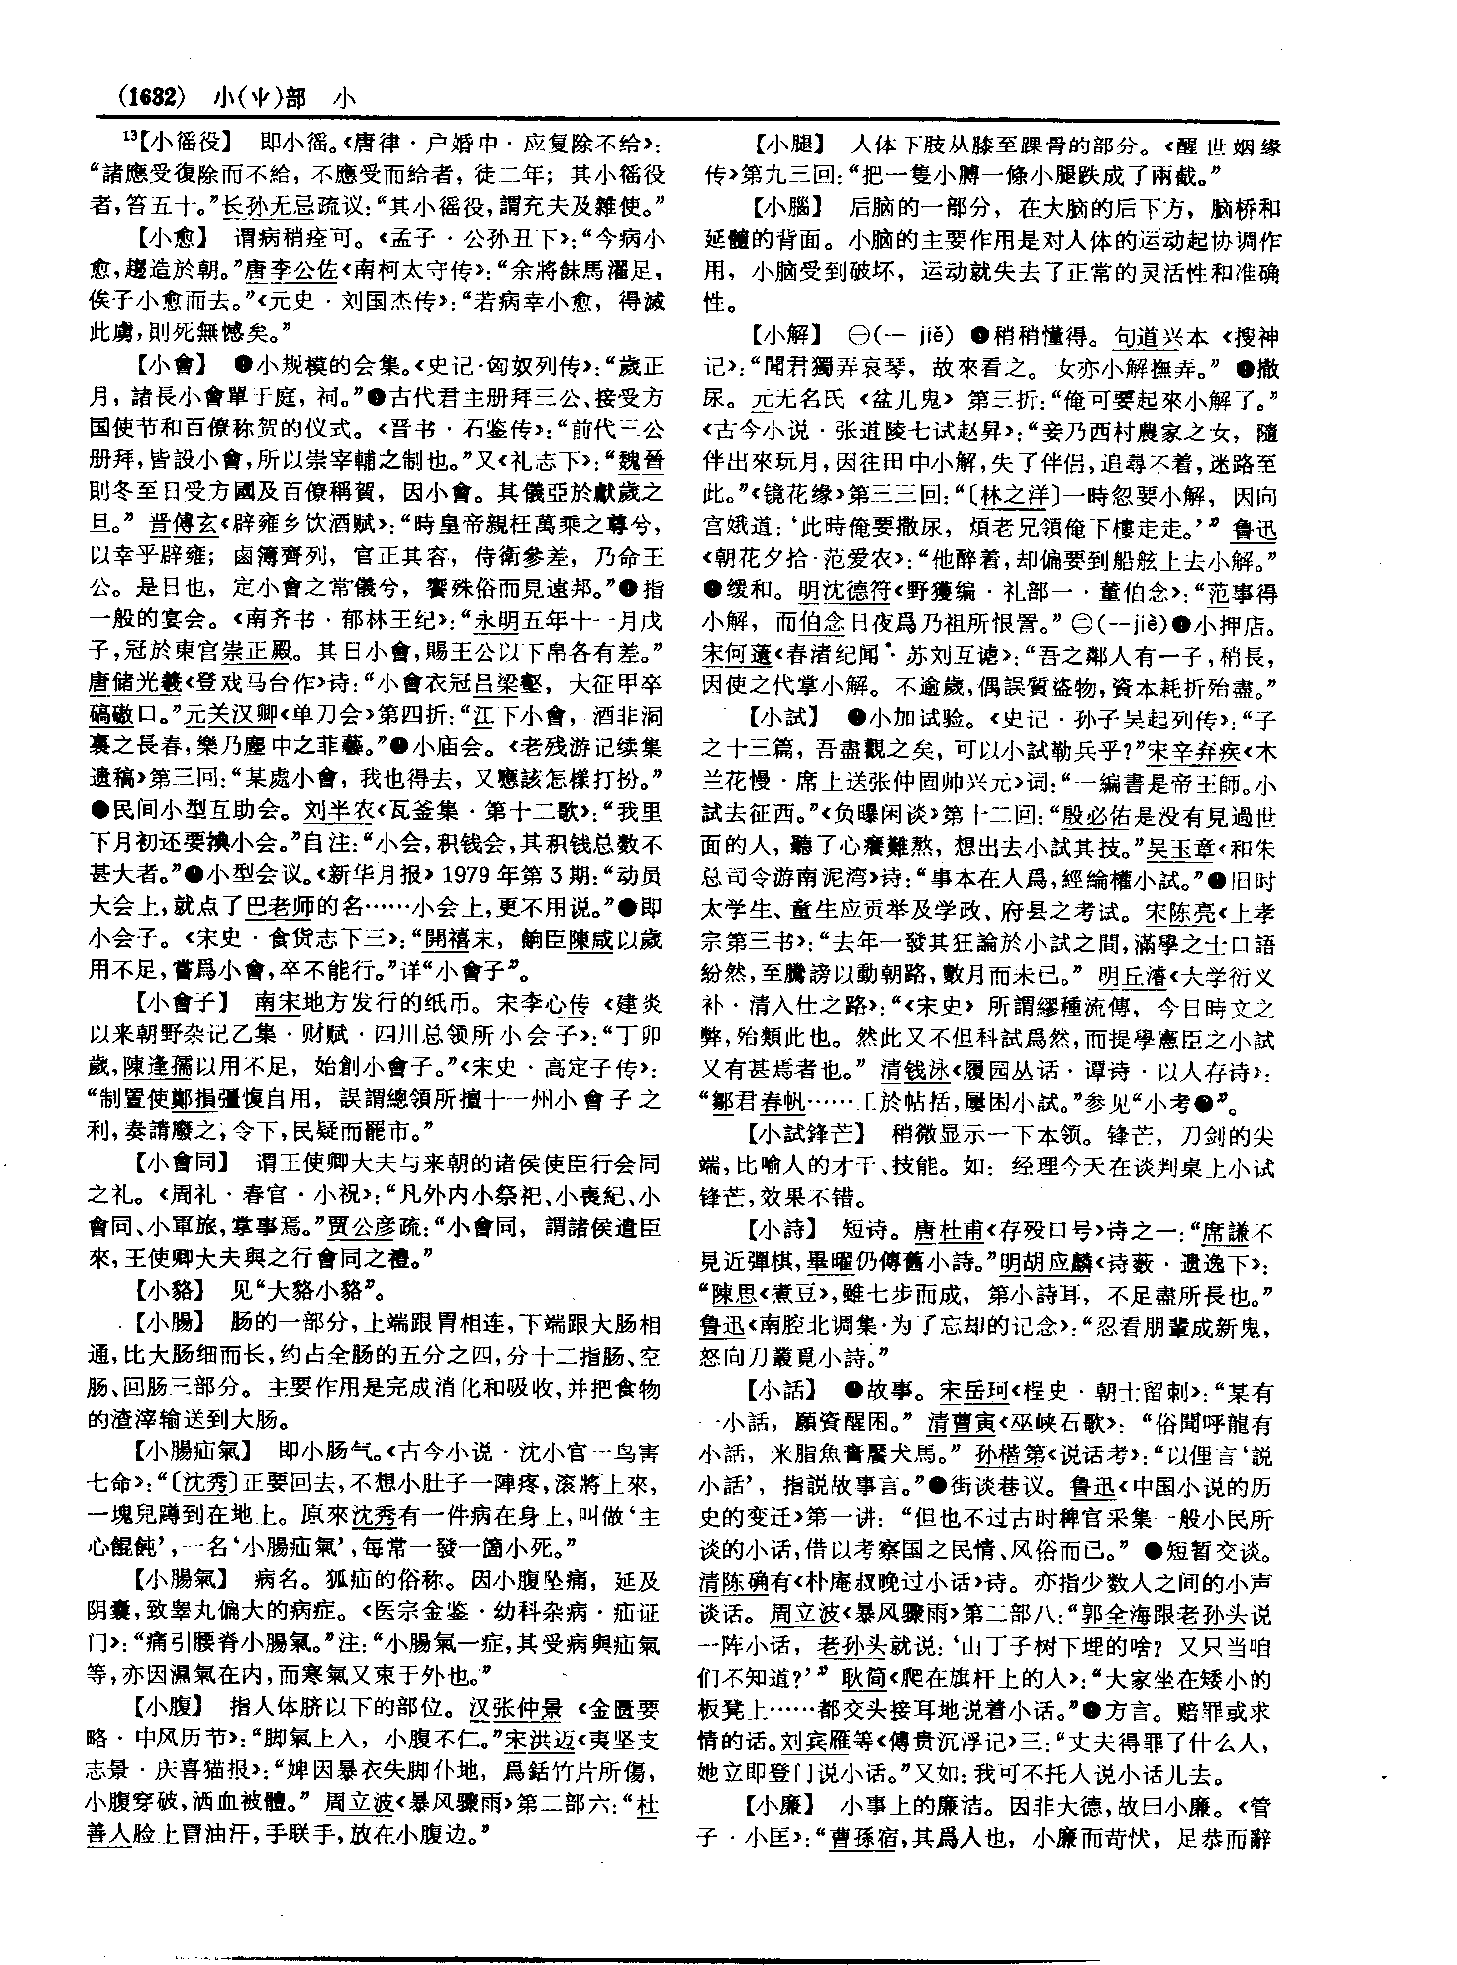 (1632) 小(⺌)部 小
13【小徭役】 即小徭。《唐律·户婚中·应复除不给》：
“諸應受復除而不給，不應受而給者，徒二年；其小徭役
者，笞五十。”长孙无忌疏议：“其小徭役，謂充夫及雜使。”
【小愈】 谓病稍痊可。《孟子·公孙丑下》：“今病小
愈，趨造於朝。”唐李公佐《南柯太守传》：“余將餗馬濯足，
俟子小愈而去。”《元史·刘国杰传》：“若病幸小愈，得滅
此虜，則死無憾矣。”
【小會】 ❶小规模的会集。《史记·匈奴列传》：“歲正
月，諸長小會單于庭，祠。”❷古代君主册拜三公、接受方
国使节和百僚称贺的仪式。《晋书·石鉴传》：“前代三公
册拜，皆設小會，所以崇宰輔之制也。”又《礼志下》：“魏晉
則冬至日受方國及百僚稱賀，因小會。其儀亞於獻歲之
旦。” 晋傅玄《辟雍乡饮酒赋》：“時皇帝親枉萬乘之尊兮，
以幸乎辟雍；鹵簿齊列，官正其容，侍衛參差，乃命王
公。是日也，定小會之常儀兮，饗殊俗而見遠邦。”❸指
一般的宴会。《南齐书·郁林王纪》：“永明五年十一月戊
子，冠於東宫崇正殿。其日小會，賜王公以下帛各有差。”
唐储光羲《登戏马台作》诗：“小會衣冠吕梁壑，大征甲卒
碻磝口。”元关汉卿《单刀会》第四折：“江下小會，酒非洞
裏之長春，樂乃塵中之菲藝。”❹小庙会。《老残游记续集
遗稿》第三回：“某處小會，我也得去，又應該怎樣打扮。”
❺民间小型互助会。刘半农《瓦釜集·第十二歌》：“我里
下月初还要㑳小会。”自注：“小会，积钱会，其积钱总数不
甚大者。”❻小型会议。《新华月报》1979年第3期：“动员
大会上，就点了巴老师的名……小会上，更不用说。”❼即
小会子。《宋史·食货志下三》：“開禧末，餉臣陳咸以歲
用不足，嘗爲小會，卒不能行。”详“小會子”。
【小會子】 南宋地方发行的纸币。宋李心传《建炎
以来朝野杂记乙集·财赋·四川总领所小会子》：“丁卯
歲，陳逢孺以用不足，始創小會子。”《宋史·高定子传》：
“制置使鄭損彊愎自用，誤謂總領所擅十一州小會子之
利，奏請廢之，令下，民疑而罷市。”
【小會同】 谓王使卿大夫与来朝的诸侯使臣行会同
之礼。《周礼·春官·小祝》：“凡外内小祭祀、小喪紀、小
會同、小軍旅，掌事焉。”贾公彦疏：“小會同，謂諸侯遣臣
來，王使卿大夫與之行會同之禮。”
【小貉】 见“大貉小貉”。
【小腸】 肠的一部分，上端跟胃相连，下端跟大肠相
通，比大肠细而长，约占全肠的五分之四，分十二指肠、空
肠、回肠三部分。主要作用是完成消化和吸收，并把食物
的渣滓输送到大肠。
【小腸疝氣】 即小肠气。《古今小说·沈小官一鸟害
七命》：“〔沈秀〕正要回去，不想小肚子一陣疼，滚將上來，
一塊兒蹲到在地上。原來沈秀有一件病在身上，叫做‘主
心餛飩’，一名‘小腸疝氣’，每常一發一箇小死。”
【小腸氣】 病名。狐疝的俗称。因小腹坠痛，延及
阴囊，致睾丸偏大的病症。《医宗金鉴·幼科杂病·疝证
门》：“痛引腰脊小腸氣。”注：“小腸氣一症，其受病與疝氣
等，亦因濕氣在内，而寒氣又束于外也。”
【小腹】 指人体脐以下的部位。汉张仲景《金匮要
略·中风历节》：“脚氣上入，小腹不仁。”宋洪迈《夷坚支
志景·庆喜猫报》：“婢因暴衣失脚仆地，爲銛竹片所傷，
小腹穿破，洒血被體。” 周立波《暴风骤雨》第二部六：“杜
善人脸上冒油汗，手联手，放在小腹边。”
【小腿】 人体下肢从膝至踝骨的部分。《醒世姻缘
传》第九三回：“把一隻小膊一條小腿跌成了兩截。”
【小腦】 后脑的一部分，在大脑的后下方，脑桥和
延髓的背面。小脑的主要作用是对人体的运动起协调作
用，小脑受到破坏，运动就失去了正常的灵活性和准确
性。
【小解】 ㊀(— jiě) ❶稍稍懂得。句道兴本《搜神
记》：“聞君獨弄哀琴，故來看之。女亦小解撫弄。” ❷撒
尿。元无名氏《盆儿鬼》第三折：“俺可要起來小解了。”
《古今小说·张道陵七试赵昇》：“妾乃西村農家之女，隨
伴出來玩月，因往田中小解，失了伴侣，追尋不着，迷路至
此。”《镜花缘》第三三回：“〔林之洋〕一時忽要小解，因向
宫娥道：‘此時俺要撒尿，煩老兄領俺下樓走走。’” 鲁迅
《朝花夕拾·范爱农》：“他醉着，却偏要到船舷上去小解。”
❸缓和。明沈德符《野獲编·礼部一·董伯念》：“范事得
小解，而伯念日夜爲乃祖所恨詈。” ㊁(—jiè)❶小押店。
宋何薳《春渚纪闻·苏刘互谑》：“吾之鄰人有一子，稍長，
因使之代掌小解。不逾歲，偶誤質盗物，資本耗折殆盡。”
【小試】 ❶小加试验。《史记·孙子吴起列传》：“子
之十三篇，吾盡觀之矣，可以小試勒兵乎？”宋辛弃疾《木
兰花慢·席上送张仲固帅兴元》词：“一編書是帝王師。小
試去征西。”《负曝闲谈》第十二回：“殷必佑是没有見過世
面的人，聽了心癢難熬，想出去小試其技。”吴玉章《和朱
总司令游南泥湾》诗：“事本在人爲，經綸權小試。”❷旧时
太学生、童生应贡举及学政、府县之考试。宋陈亮《上孝
宗第三书》：“去年一發其狂論於小試之間，滿學之士口語
紛然，至騰謗以動朝路，數月而未已。” 明丘濬《大学衍义
补·清入仕之路》：“《宋史》所謂繆種流傳，今日時文之
弊，殆類此也。然此又不但科試爲然，而提學憲臣之小試
又有甚焉者也。” 清钱泳《履园丛话·谭诗·以人存诗》：
“鄒君春帆……工於帖括，屢困小試。”参见“小考❶”。
【小試鋒芒】 稍微显示一下本领。锋芒，刀剑的尖
端，比喻人的才干、技能。如：经理今天在谈判桌上小试
锋芒，效果不错。
【小詩】 短诗。唐杜甫《存殁口号》诗之一：“席謙不
見近彈棋，畢曜仍傳舊小詩。”明胡应麟《诗薮·遗逸下》：
“陳思《煮豆》，雖七步而成，第小詩耳，不足盡所長也。”
鲁迅《南腔北调集·为了忘却的记念》：“忍看朋輩成新鬼，
怒向刀叢覓小詩。”
【小話】 ❶故事。宋岳珂《桯史·朝士留刺》：“某有
一小話，願資醒困。” 清曹寅《巫峡石歌》：“俗聞呼龍有
小話，米脂魚膏饜犬馬。” 孙楷第《说话考》：“以俚言‘説
小話’，指説故事言。”❷街谈巷议。鲁迅《中国小说的历
史的变迁》第一讲：“但也不过古时稗官采集一般小民所
谈的小话，借以考察国之民情、风俗而已。” ❸短暂交谈。
清陈确有《朴庵叔晚过小话》诗。亦指少数人之间的小声
谈话。周立波《暴风骤雨》第二部八：“郭全海跟老孙头说
一阵小话，老孙头就说：‘山丁子树下埋的啥？又只当咱
们不知道？’” 耿简《爬在旗杆上的人》：“大家坐在矮小的
板凳上……都交头接耳地说着小话。”❹方言。赔罪或求
情的话。刘宾雁等《傅贵沉浮记》三：“丈夫得罪了什么人，
她立即登门说小话。”又如：我可不托人说小话儿去。
【小廉】 小事上的廉洁。因非大德，故曰小廉。《管
子·小匡》：“曹孫宿，其爲人也，小廉而苛忕，足恭而辭